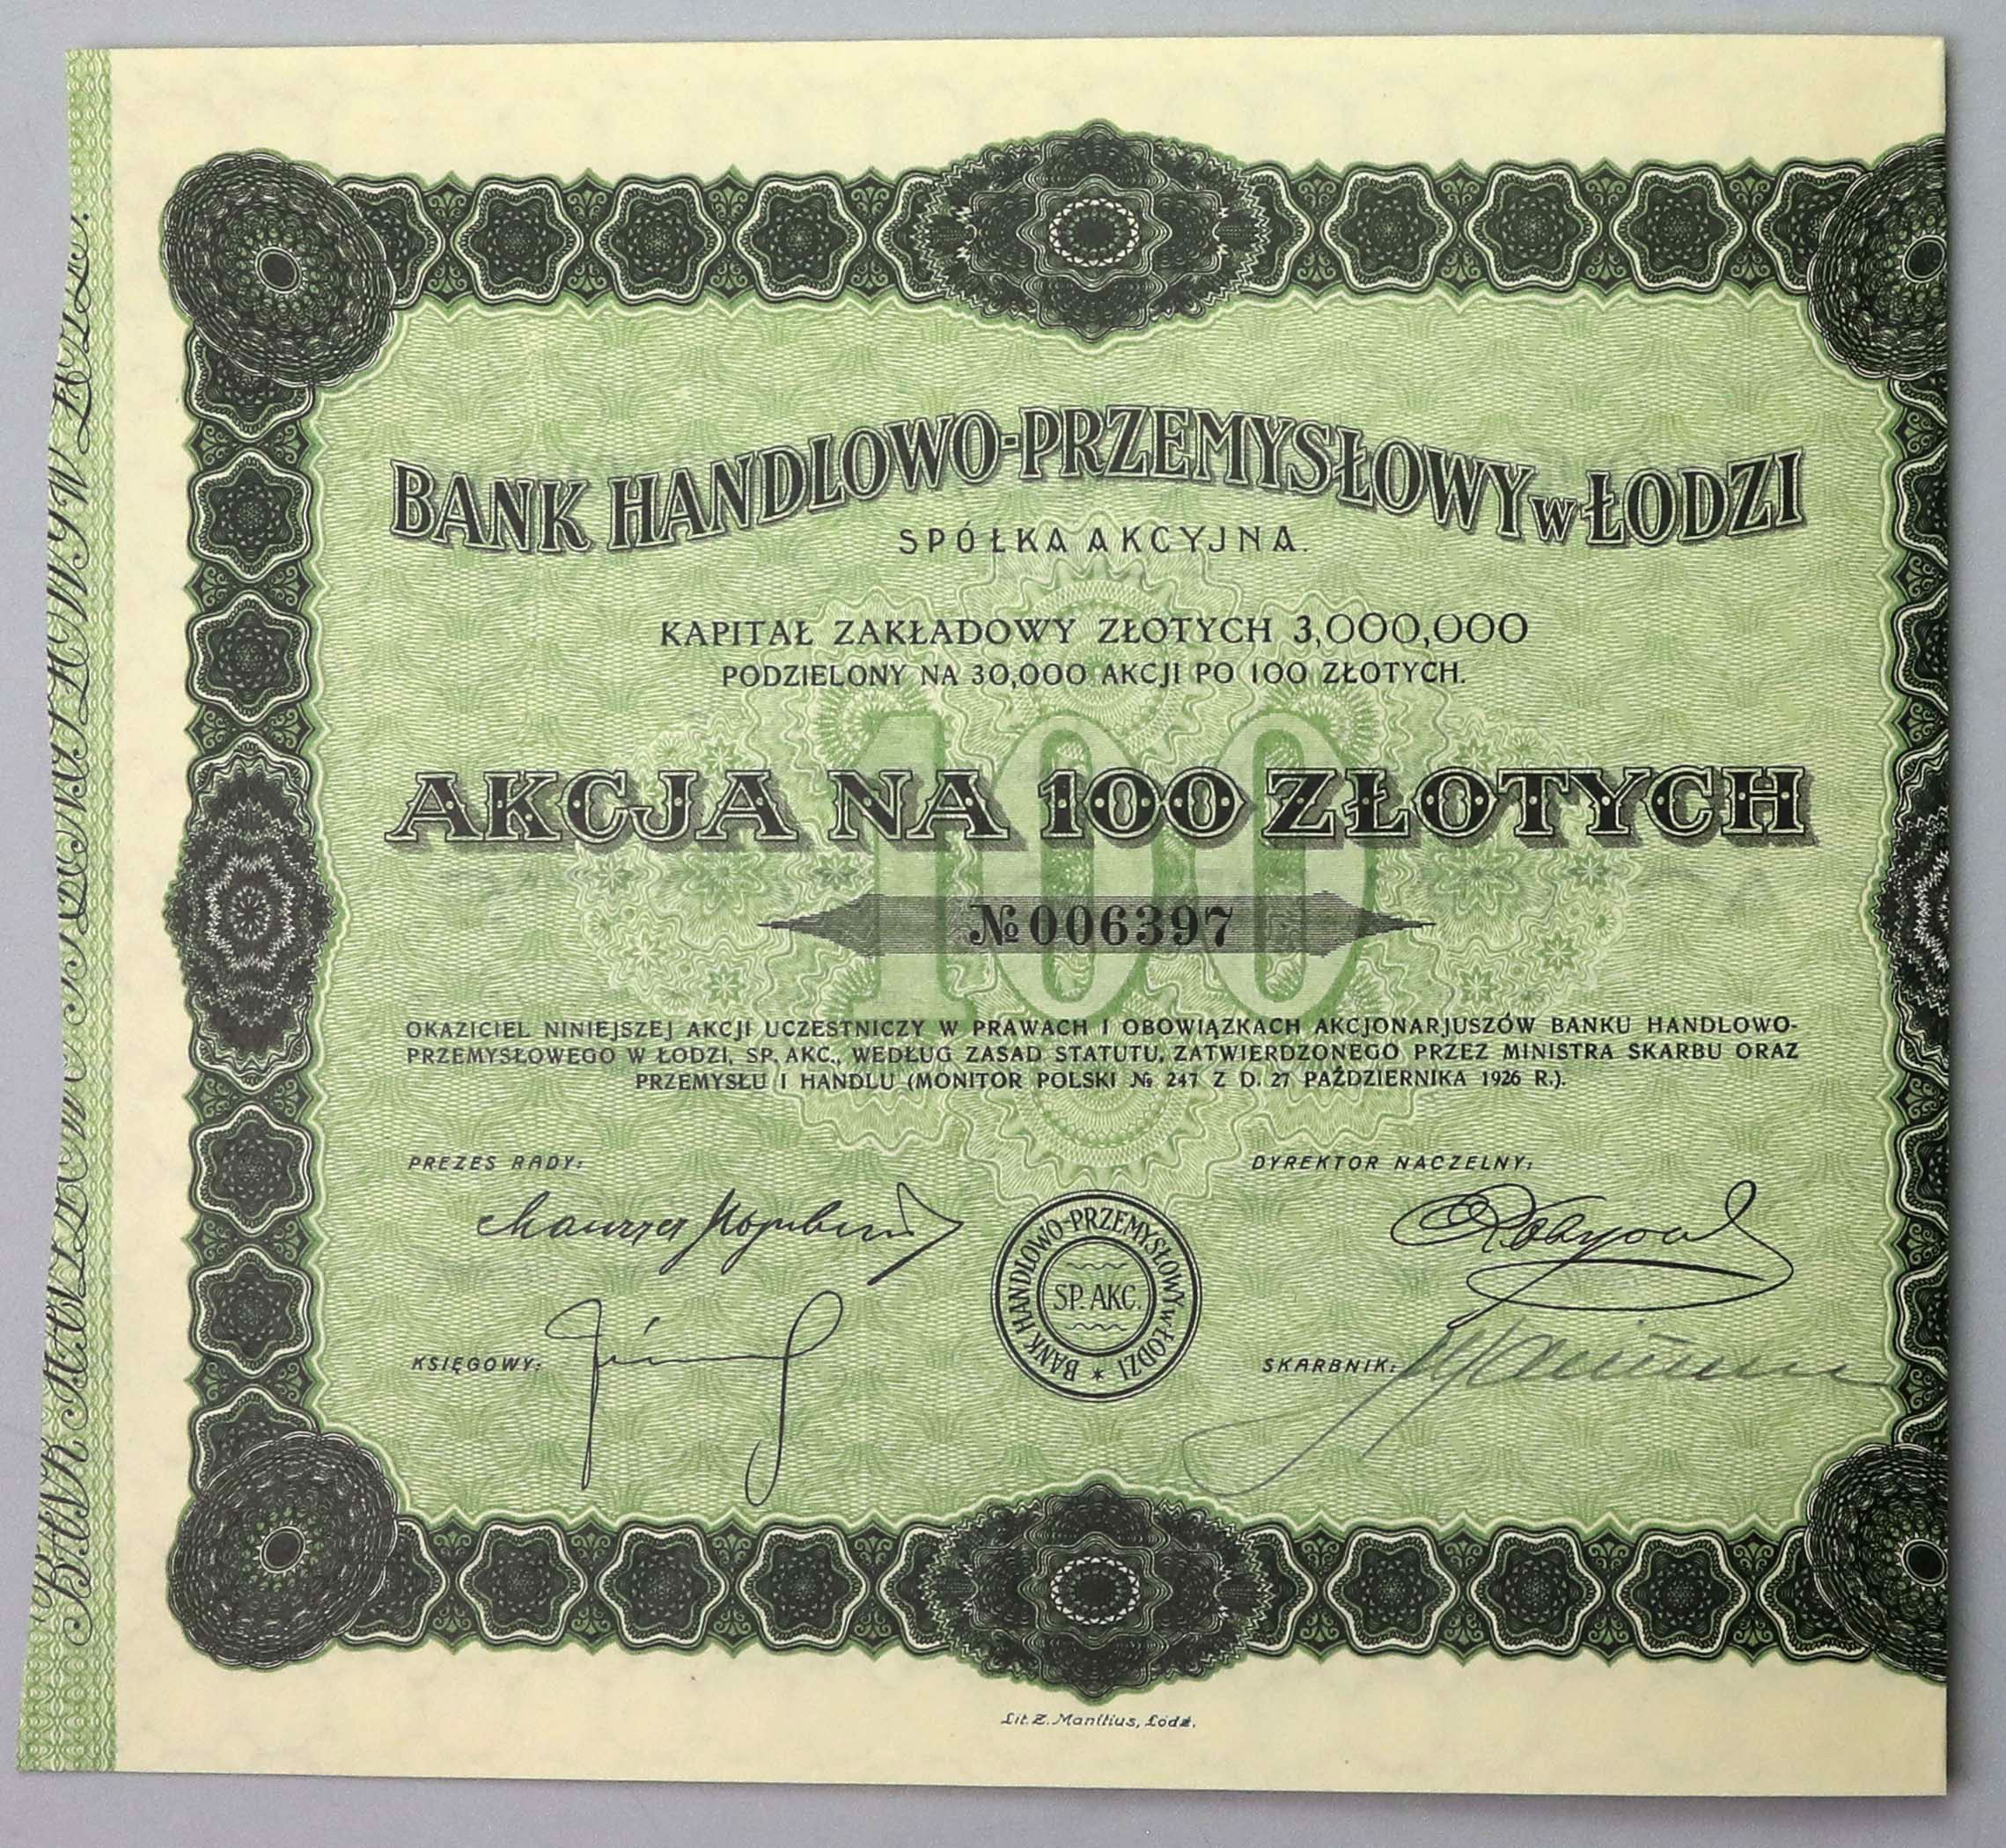 BANK HANDLOWO-PRZEMYSŁOWY w ŁODZI
SPÓŁKA AKCYJNA.
KAPITAŁ ZAKŁADOWY ZŁOTYCH 3,000,000
PODZIELONY NA 30,000 AKCJI PO 100 ZŁOTYCH.
100
AKCJA NA 100 ZŁOTYCH
№ 006397
OKAZICIEL NINIEJSZEJ AKCJI UCZESTNICZY W PRAWACH I OBOWIĄZKACH AKCJONARJUSZÓW BANKU HANDLOWO-
PRZEMYSŁOWEGO W ŁODZI, SP. AKC., WEDŁUG ZASAD STATUTU, ZATWIERDZONEGO PRZEZ MINISTRA SKARBU ORAZ
PRZEMYSŁU I HANDLU (MONITOR POLSKI № 247 Z D. 27 PAŹDZIERNIKA 1926 R.).
PREZES RADY:
DYREKTOR NACZELNY:
BANK HANDLOWO-PRZEMYSŁOWY w ŁODZI *
SP. AKC.
KSIĘGOWY:
SKARBNIK:
Lit. Z. Manitius, Łódź.